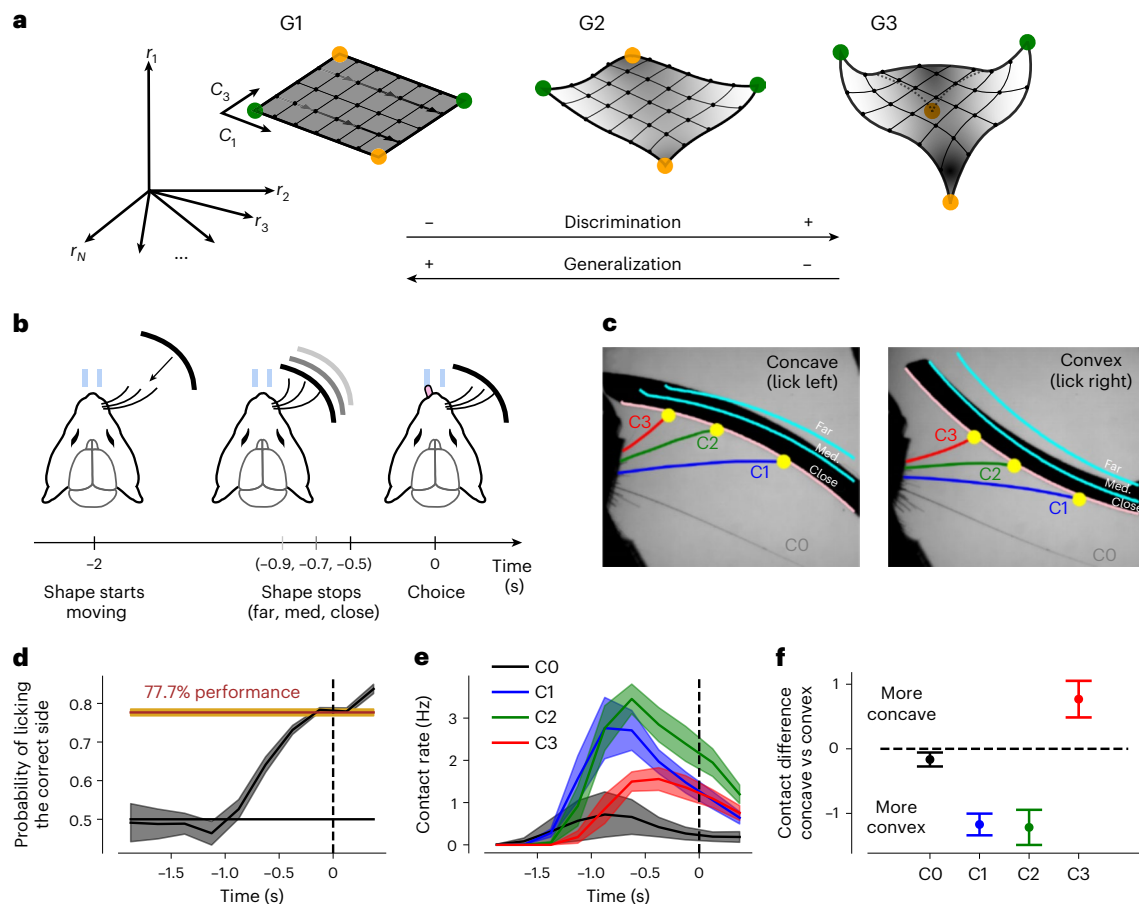 a
G1
G2
G3
r1
C3
C1
r2
r3
rN
...
– Discrimination +
+ Generalization –
b
–2
(–0.9, –0.7, –0.5)
0
Time
(s)
Shape starts
moving
Shape stops
(far, med, close)
Choice
c
Concave
(lick left)
Far
Med.
Close
C3
C2
C1
C0
Convex
(lick right)
Far
Med.
Close
C3
C2
C1
C0
d
77.7% performance
Probability of licking
the correct side
0.8
0.7
0.6
0.5
–1.5
–1.0
–0.5
0
Time (s)
e
C0
C1
C2
C3
Contact rate (Hz)
3
2
1
0
–1.5
–1.0
–0.5
0
Time (s)
f
Contact difference
concave vs convex
1
0
–1
More
concave
More
convex
C0
C1
C2
C3